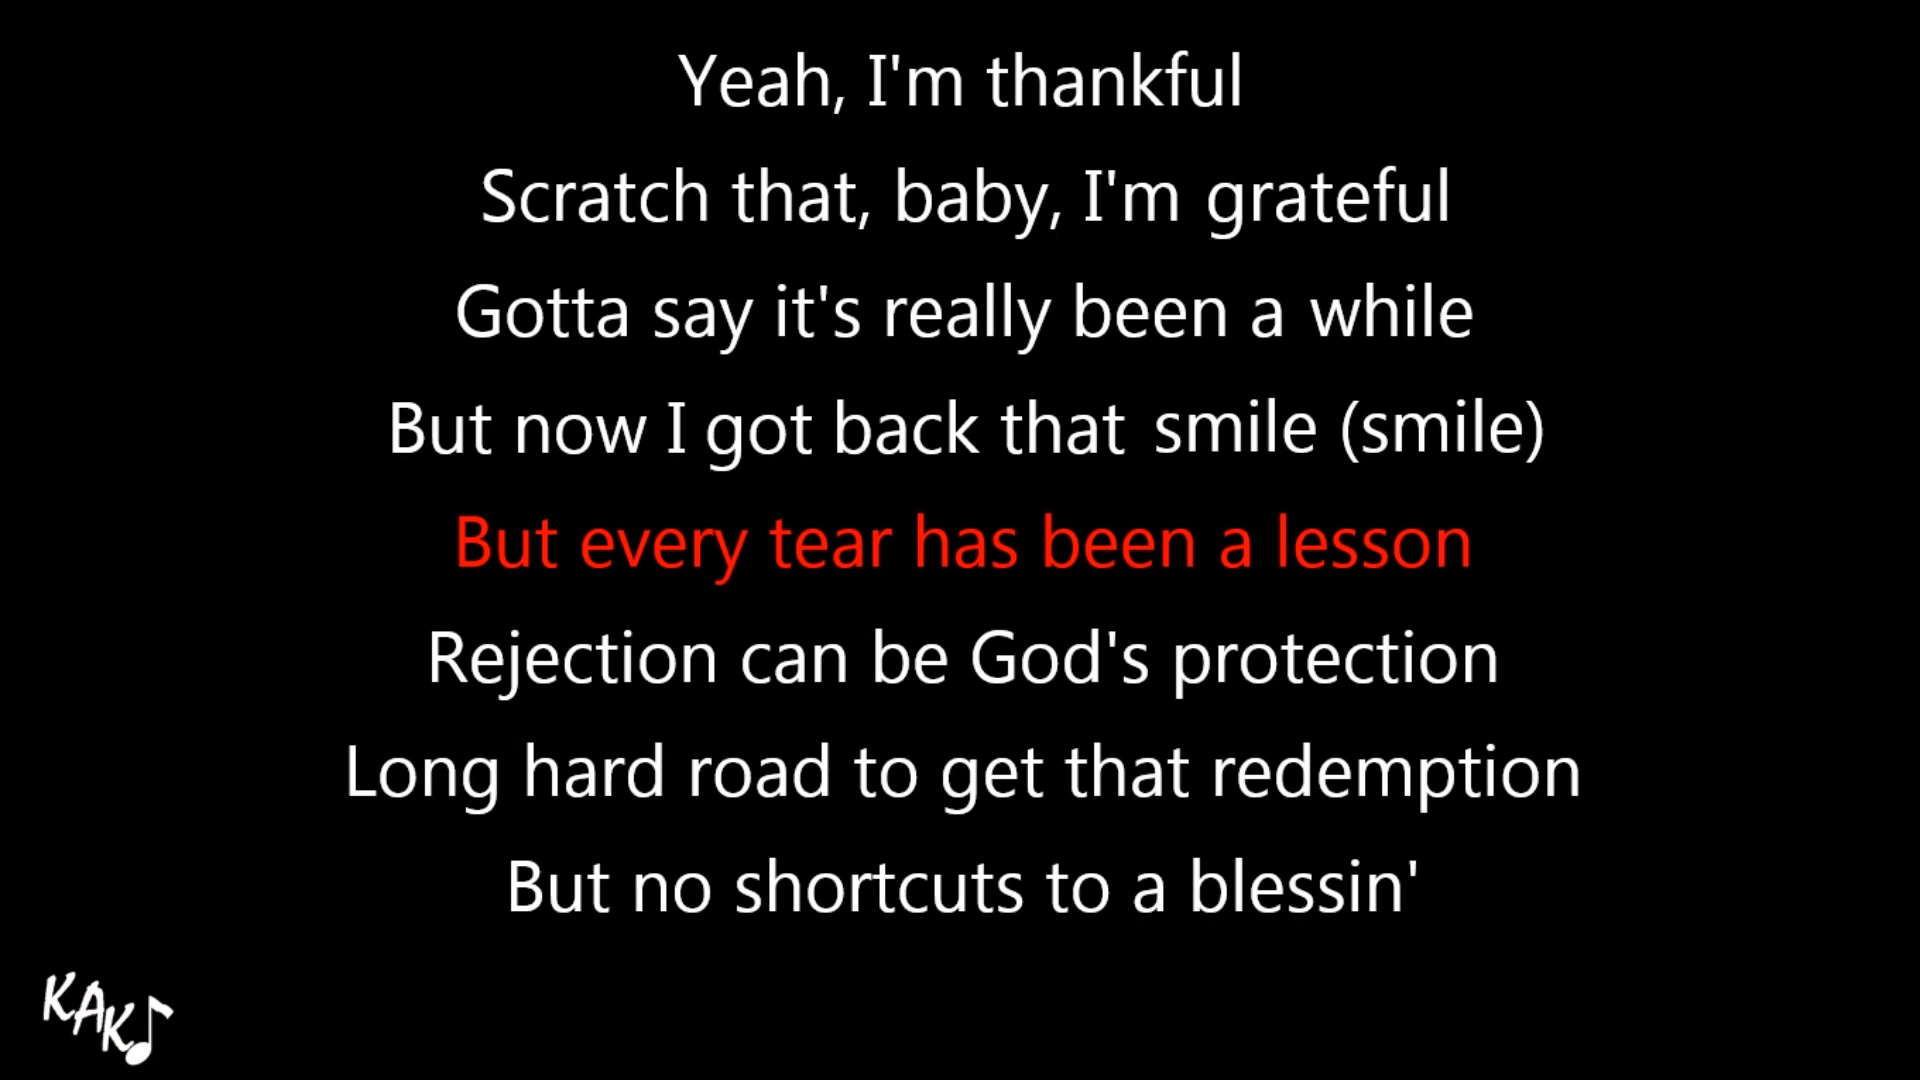 Yeah, I'm thankful
Scratch that, baby, I'm grateful
Gotta say it's really been a while
But now I got back that smile (smile)
But every tear has been a lesson
Rejection can be God's protection
Long hard road to get that redemption
But no shortcuts to a blessin'
KAK